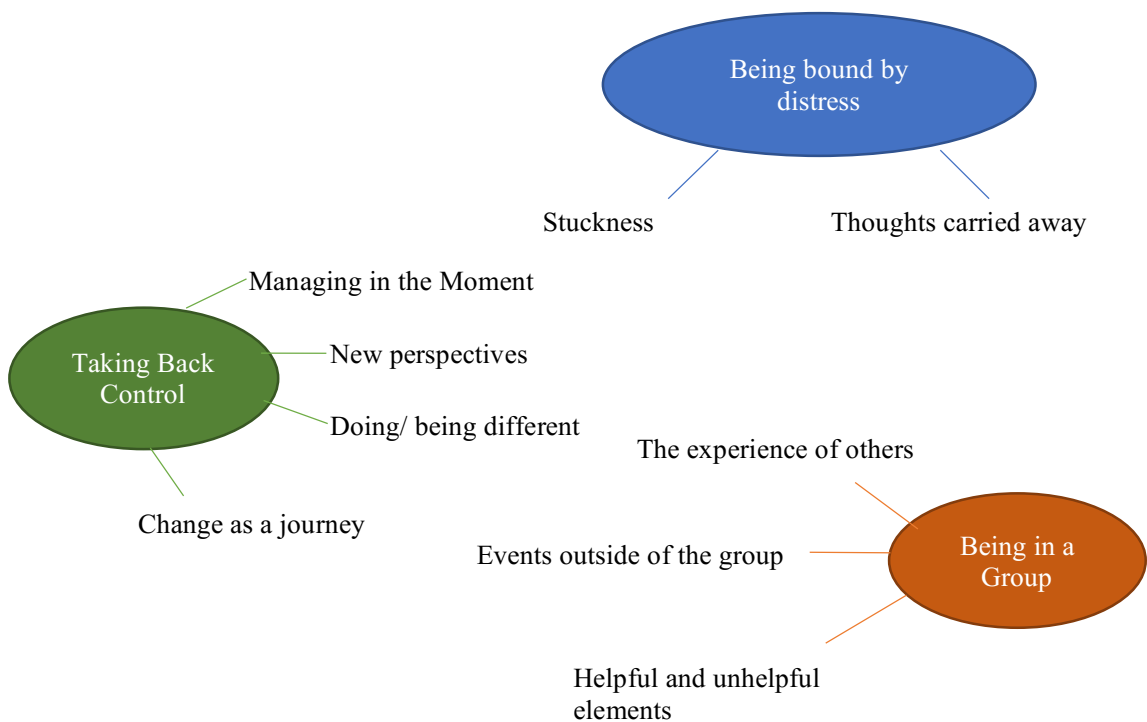 Being bound by
distress
Stuckness
Thoughts carried away
Managing in the Moment
Taking Back
Control
New perspectives
Doing/ being different
Change as a journey
The experience of others
Events outside of the group
Being in a
Group
Helpful and unhelpful
elements